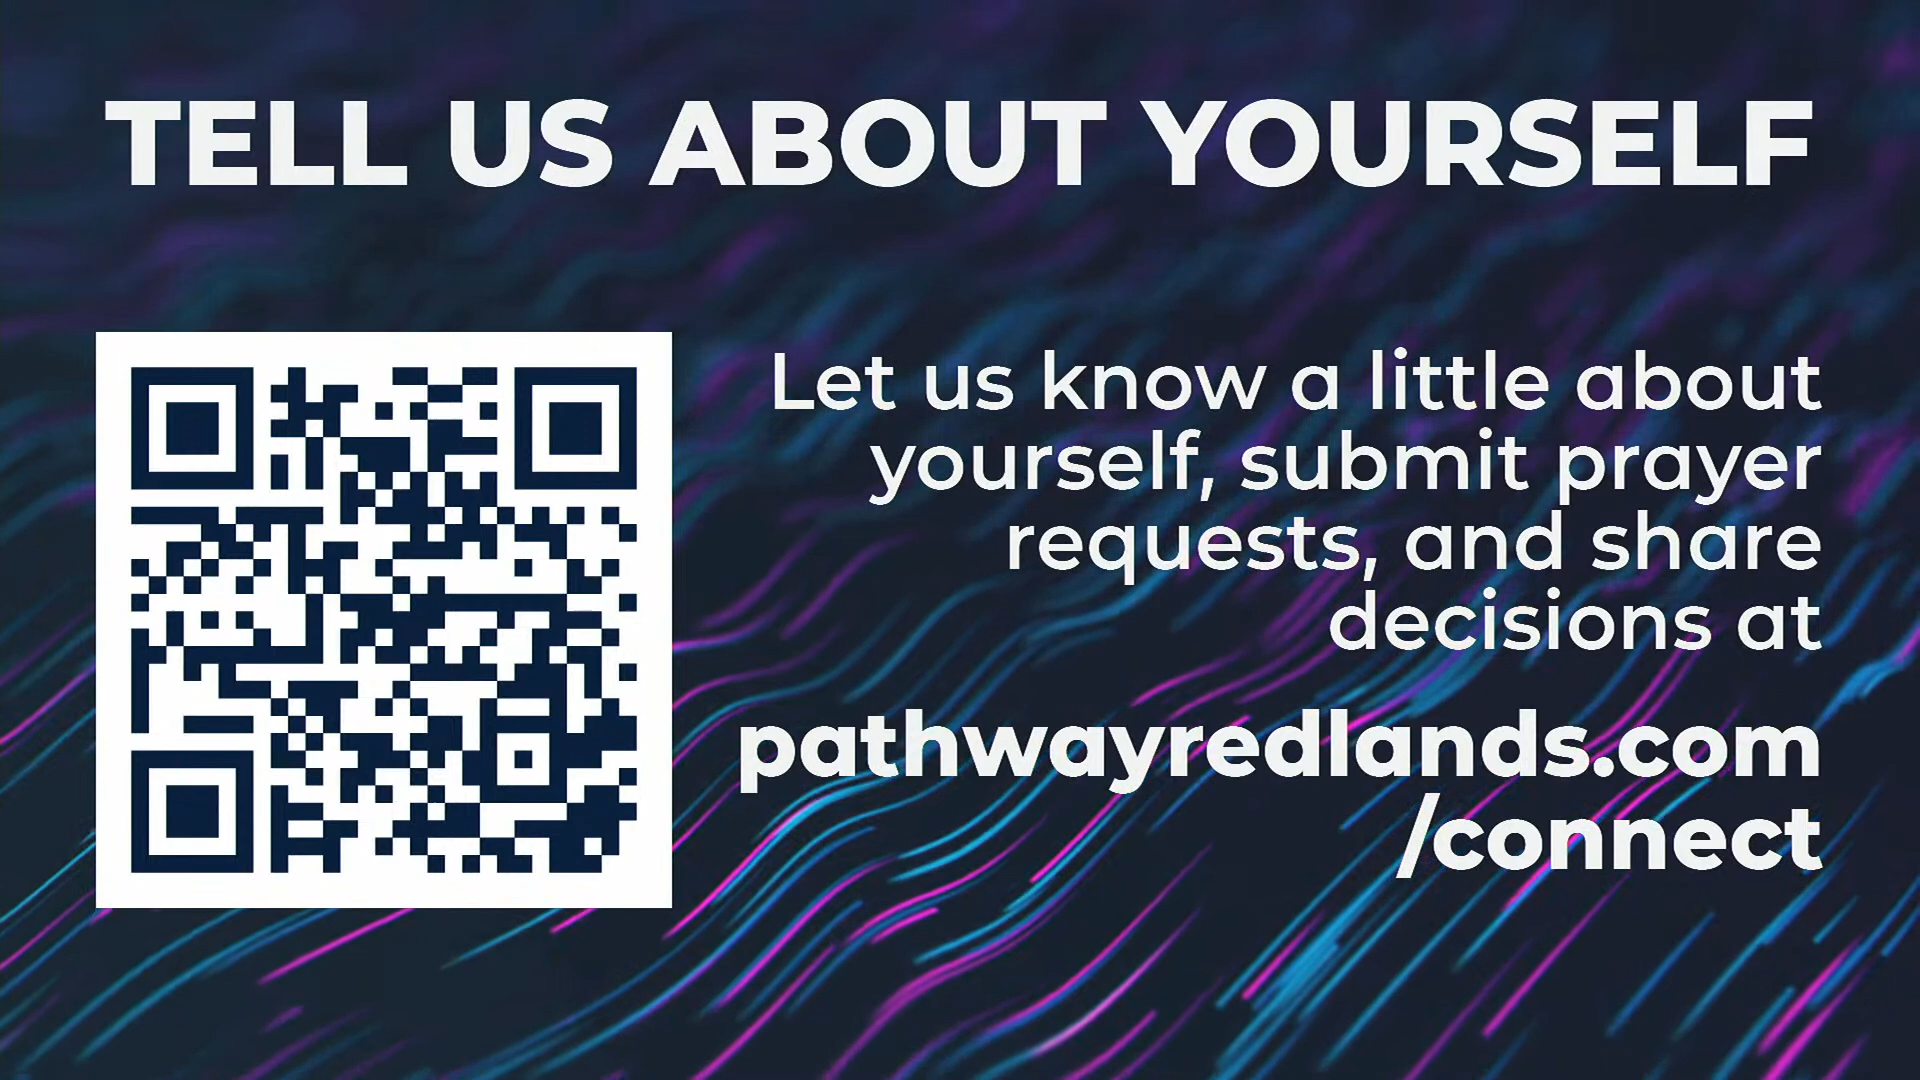 TELL US ABOUT YOURSELF
Let us know a little about
yourself, submit prayer
requests, and share
decisions at
pathwayredlands.com
/connect